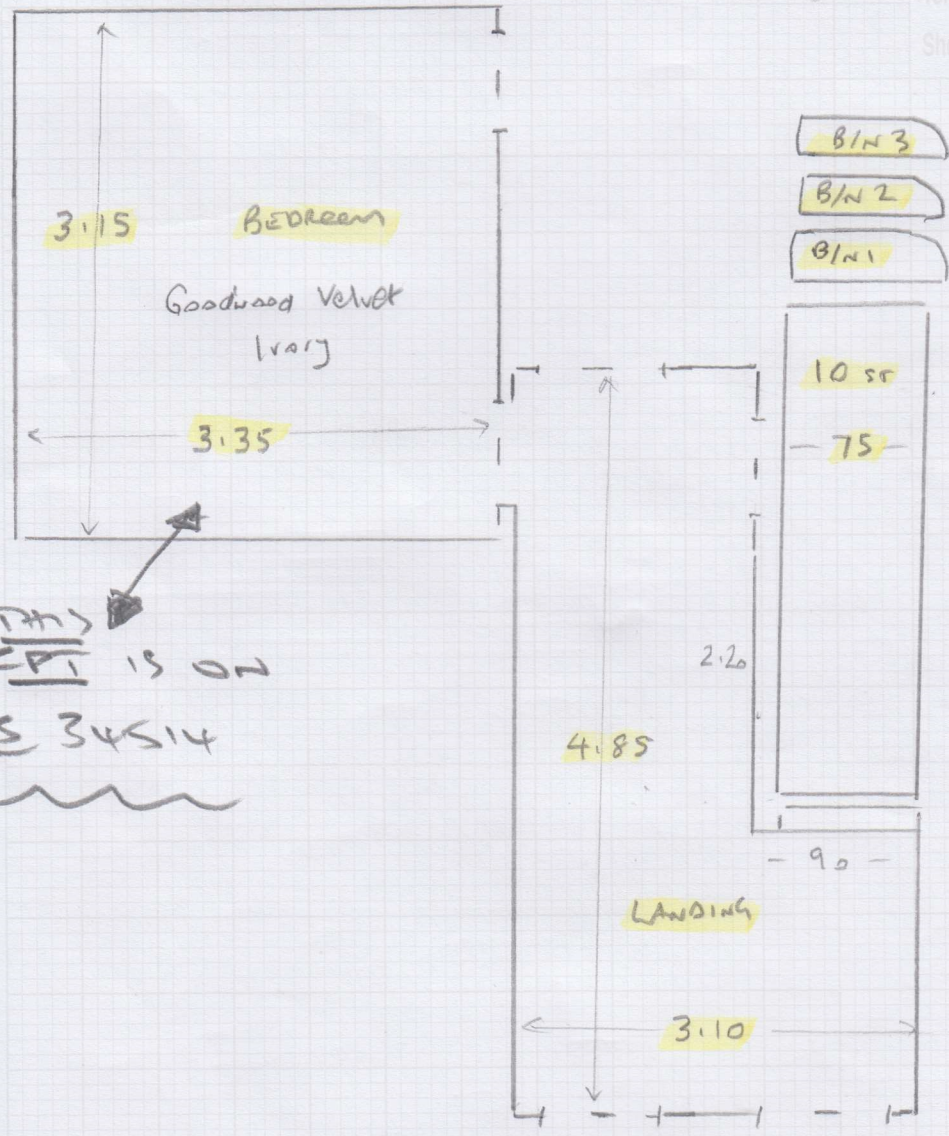 B/N 3
B/N 2
B/N 1
3.15
BEDROOM
Goodwood Velvet
Ivory
10 ST
75
3.35
IS ON
34514
2.20
4.85
90
LANDING
3.10